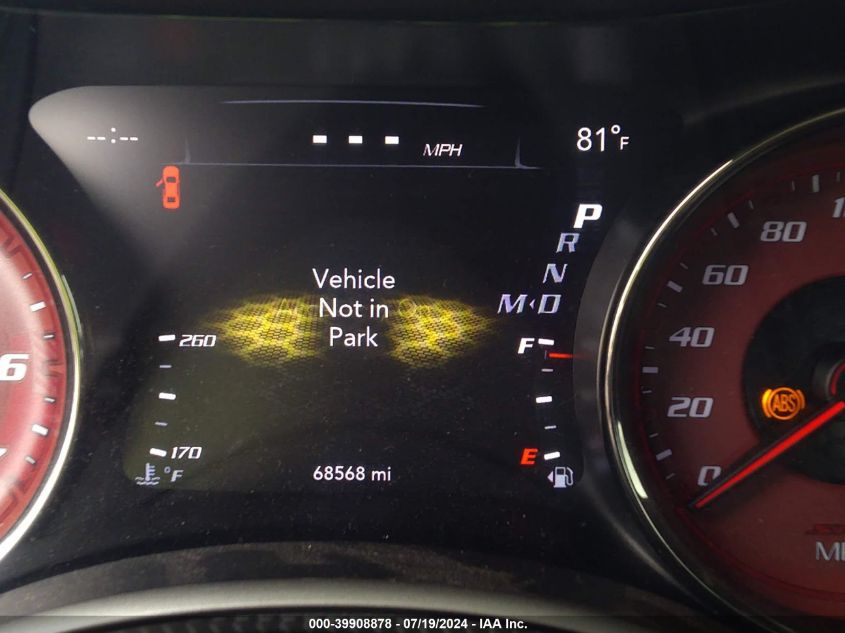 --:--
- - - MPH
81°F
P
R
N
M‹D
Vehicle
Not in
Park
260
170
°F
F
E
68568 mi
6
80
60
40
20
0
ABS
000-39908878 - 07/19/2024 - IAA Inc.